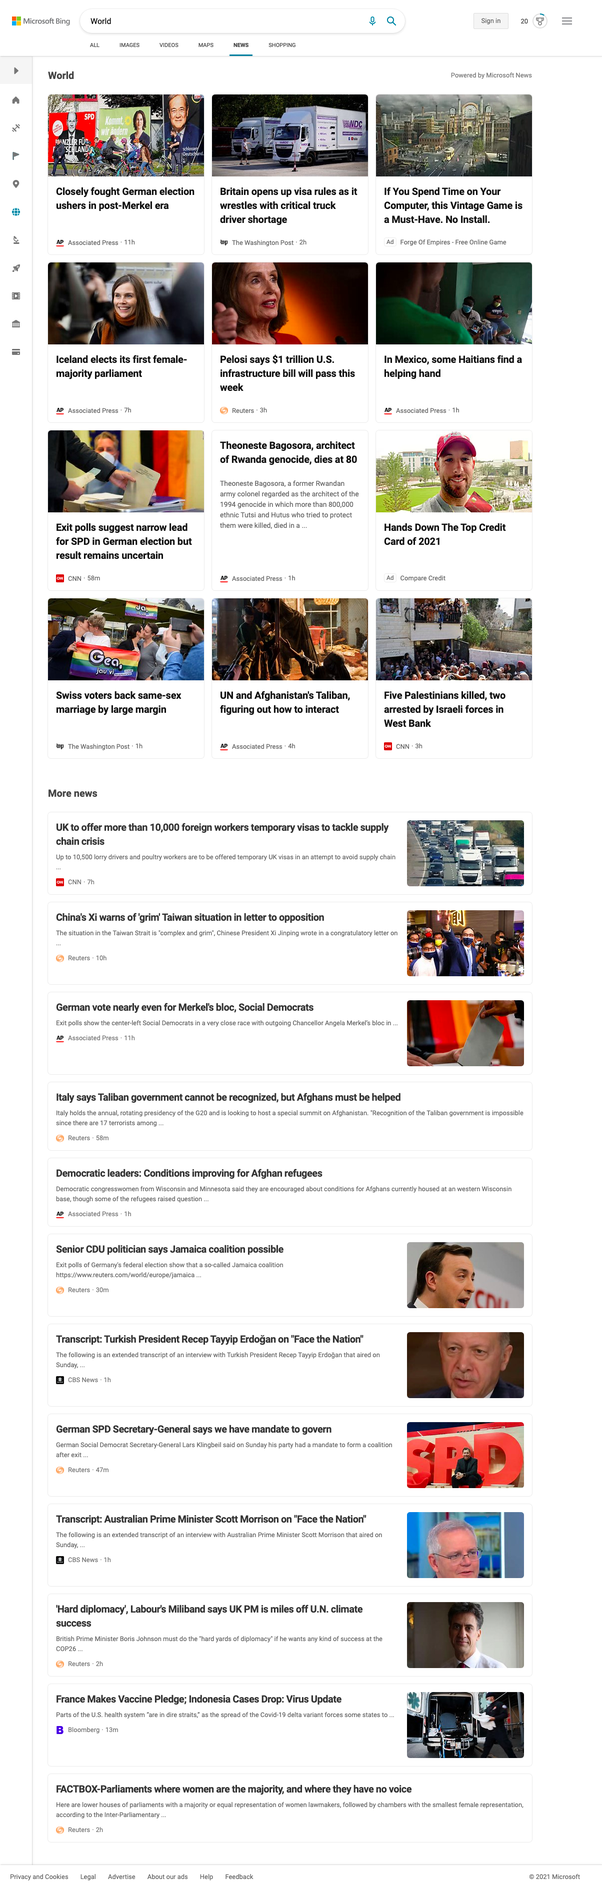 Microsoft Bing
World
Sign in
20
ALL
IMAGES
VIDEOS
MAPS
NEWS
SHOPPING
World
Powered by Microsoft News
SPD
Closely fought German election
ushers in post-Merkel era
AP Associated Press · 11h
NDC
Britain opens up visa rules as it
wrestles with critical truck
driver shortage
wp The Washington Post · 2h
If You Spend Time on Your
Computer, this Vintage Game is
a Must-Have. No Install.
Ad Forge Of Empires - Free Online Game
Iceland elects its first female-
majority parliament
AP Associated Press · 7h
Pelosi says $1 trillion U.S.
infrastructure bill will pass this
week
Reuters · 3h
In Mexico, some Haitians find a
helping hand
AP Associated Press · 1h
Exit polls suggest narrow lead
for SPD in German election but
result remains uncertain
CNN CNN · 58m
Theoneste Bagosora, architect
of Rwanda genocide, dies at 80
Theoneste Bagosora, a former Rwandan
army colonel regarded as the architect of the
1994 genocide in which more than 800,000
ethnic Tutsi and Hutus who tried to protect
them were killed, died in a ...
AP Associated Press · 1h
Hands Down The Top Credit
Card of 2021
Ad Compare Credit
Swiss voters back same-sex
marriage by large margin
wp The Washington Post · 1h
UN and Afghanistan's Taliban,
figuring out how to interact
AP Associated Press · 4h
Five Palestinians killed, two
arrested by Israeli forces in
West Bank
CNN CNN · 3h
More news
UK to offer more than 10,000 foreign workers temporary visas to tackle supply
chain crisis
Up to 10,500 lorry drivers and poultry workers are to be offered temporary UK visas in an attempt to avoid supply chain
...
CNN CNN · 7h
China's Xi warns of 'grim' Taiwan situation in letter to opposition
The situation in the Taiwan Strait is "complex and grim", Chinese President Xi Jinping wrote in a congratulatory letter on
...
Reuters · 10h
German vote nearly even for Merkel's bloc, Social Democrats
Exit polls show the center-left Social Democrats in a very close race with outgoing Chancellor Angela Merkel's bloc in ...
AP Associated Press · 11h
Italy says Taliban government cannot be recognized, but Afghans must be helped
Italy holds the annual, rotating presidency of the G20 and is looking to host a special summit on Afghanistan. "Recognition of the Taliban government is impossible
since there are 17 terrorists among ...
Reuters · 58m
Democratic leaders: Conditions improving for Afghan refugees
Democratic congresswomen from Wisconsin and Minnesota said they are encouraged about conditions for Afghans currently housed at an western Wisconsin
base, though some of the refugees raised question ...
AP Associated Press · 1h
Senior CDU politician says Jamaica coalition possible
Exit polls of Germany's federal election show that a so-called Jamaica coalition
https://www.reuters.com/world/europe/jamaica ...
Reuters · 30m
CDU
Transcript: Turkish President Recep Tayyip Erdoğan on "Face the Nation"
The following is an extended transcript of an interview with Turkish President Recep Tayyip Erdogan that aired on
Sunday, ...
CBS News · 1h
German SPD Secretary-General says we have mandate to govern
German Social Democrat Secretary-General Lars Klingbeil said on Sunday his party had a mandate to form a coalition
after exit ...
Reuters · 47m
SPD
Transcript: Australian Prime Minister Scott Morrison on "Face the Nation"
The following is an extended transcript of an interview with Australian Prime Minister Scott Morrison that aired on
Sunday, ...
CBS News · 1h
'Hard diplomacy', Labour's Miliband says UK PM is miles off U.N. climate
success
British Prime Minister Boris Johnson must do the "hard yards of diplomacy" if he wants any kind of success at the
COP26 ...
Reuters · 2h
France Makes Vaccine Pledge; Indonesia Cases Drop: Virus Update
Parts of the U.S. health system "are in dire straits," as the spread of the Covid-19 delta variant forces some states to ...
B Bloomberg · 13m
FACTBOX-Parliaments where women are the majority, and where they have no voice
Here are lower houses of parliaments with a majority or equal representation of women lawmakers, followed by chambers with the smallest female representation,
according to the Inter-Parliamentary ...
Reuters · 2h
Privacy and Cookies
Legal
Advertise
About our ads
Help
Feedback
© 2021 Microsoft